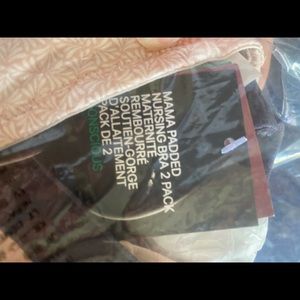 MAMA PADDED
NURSING BRA 2 PACK
MATERNITÉ
REMBOURRÉ
SOUTIEN-GORGE
D'ALLAITEMENT
PACK DE 2
CONSCIOUS